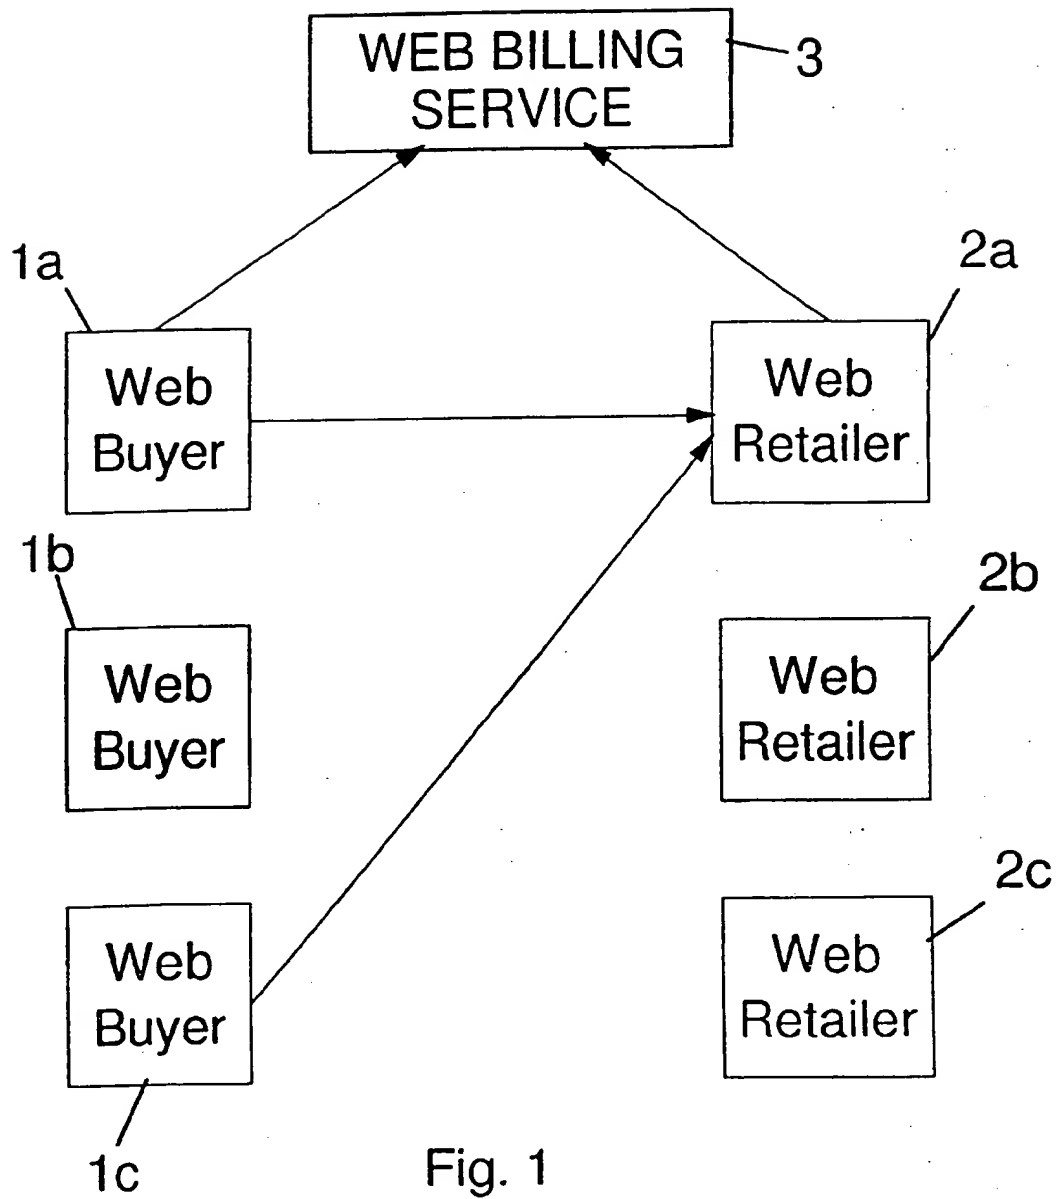 WEB BILLING
SERVICE
3
1a
2a
Web
Buyer
Web
Retailer
1b
2b
Web
Buyer
Web
Retailer
2c
Web
Buyer
Web
Retailer
1c
Fig. 1